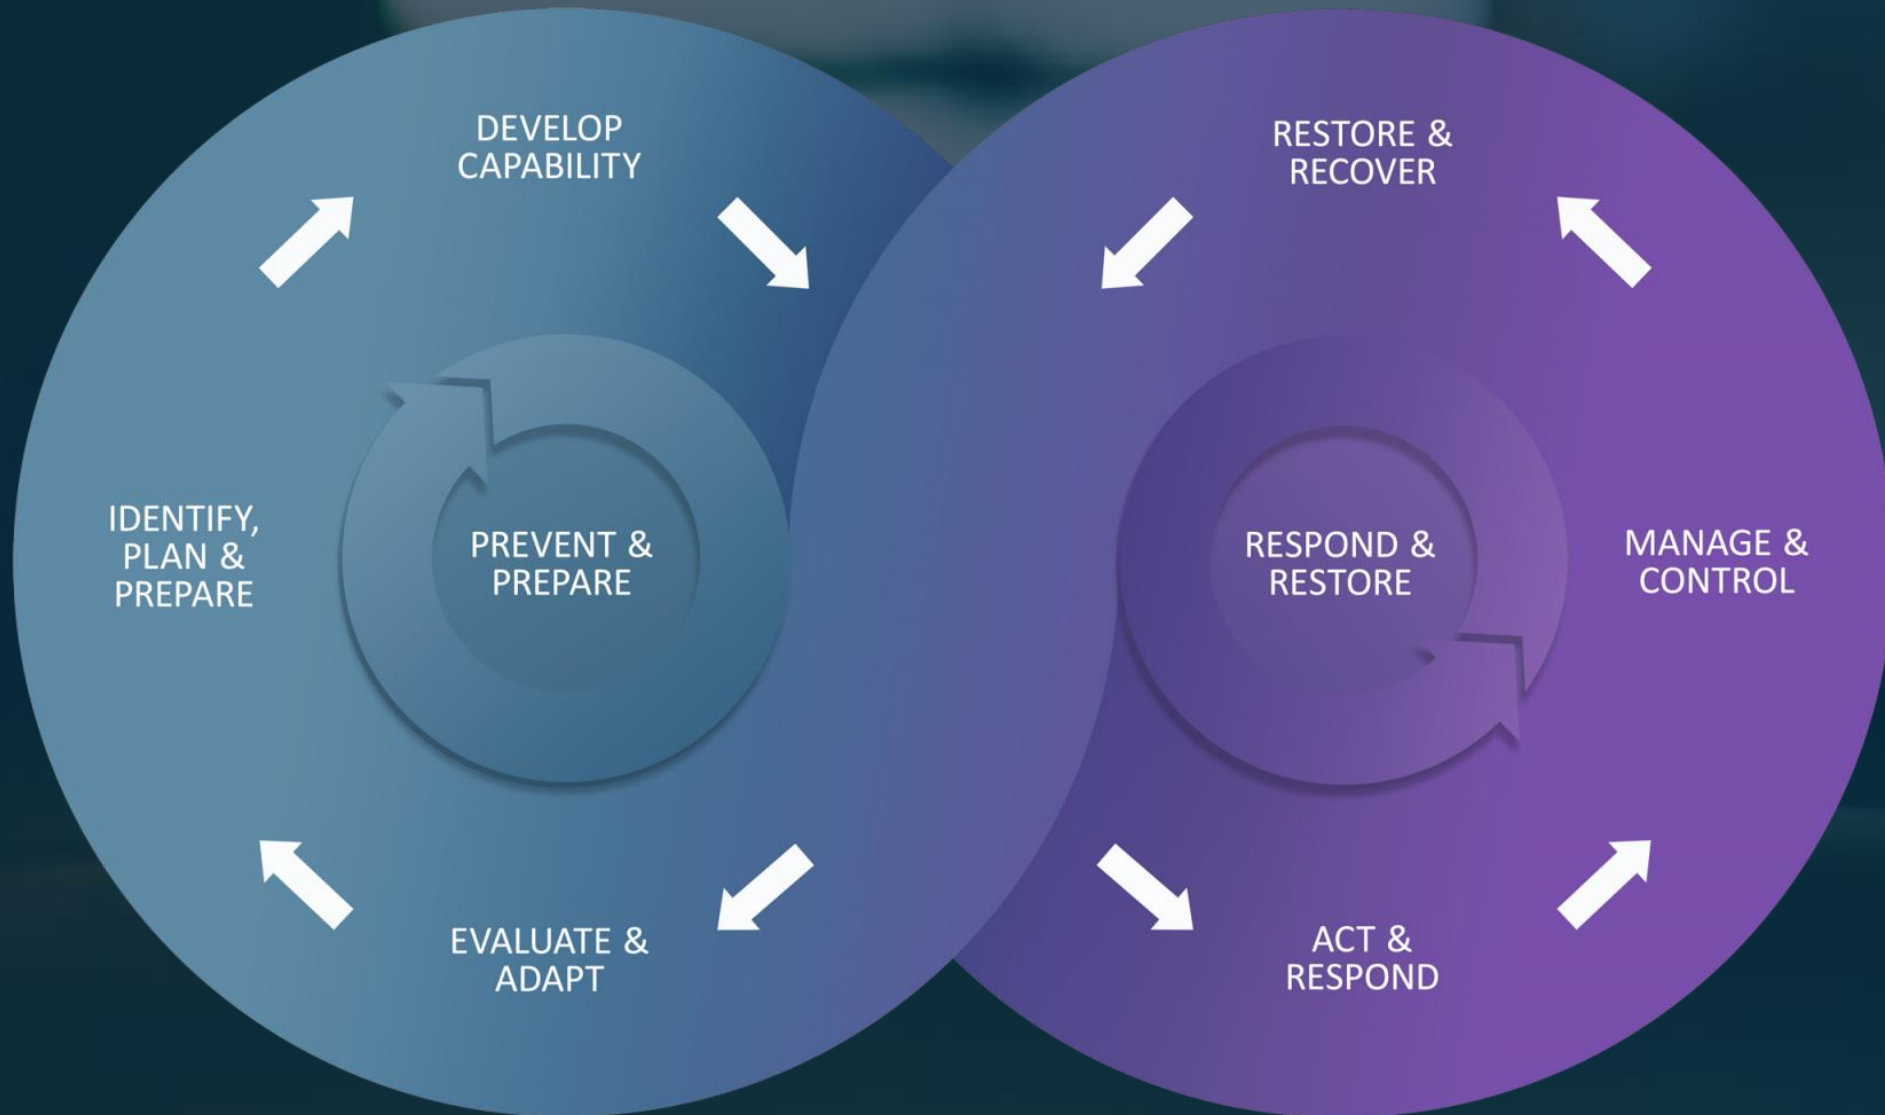 DEVELOP
CAPABILITY
RESTORE &
RECOVER
IDENTIFY,
PLAN &
PREPARE
PREVENT &
PREPARE
RESPOND &
RESTORE
MANAGE &
CONTROL
EVALUATE &
ADAPT
ACT &
RESPOND